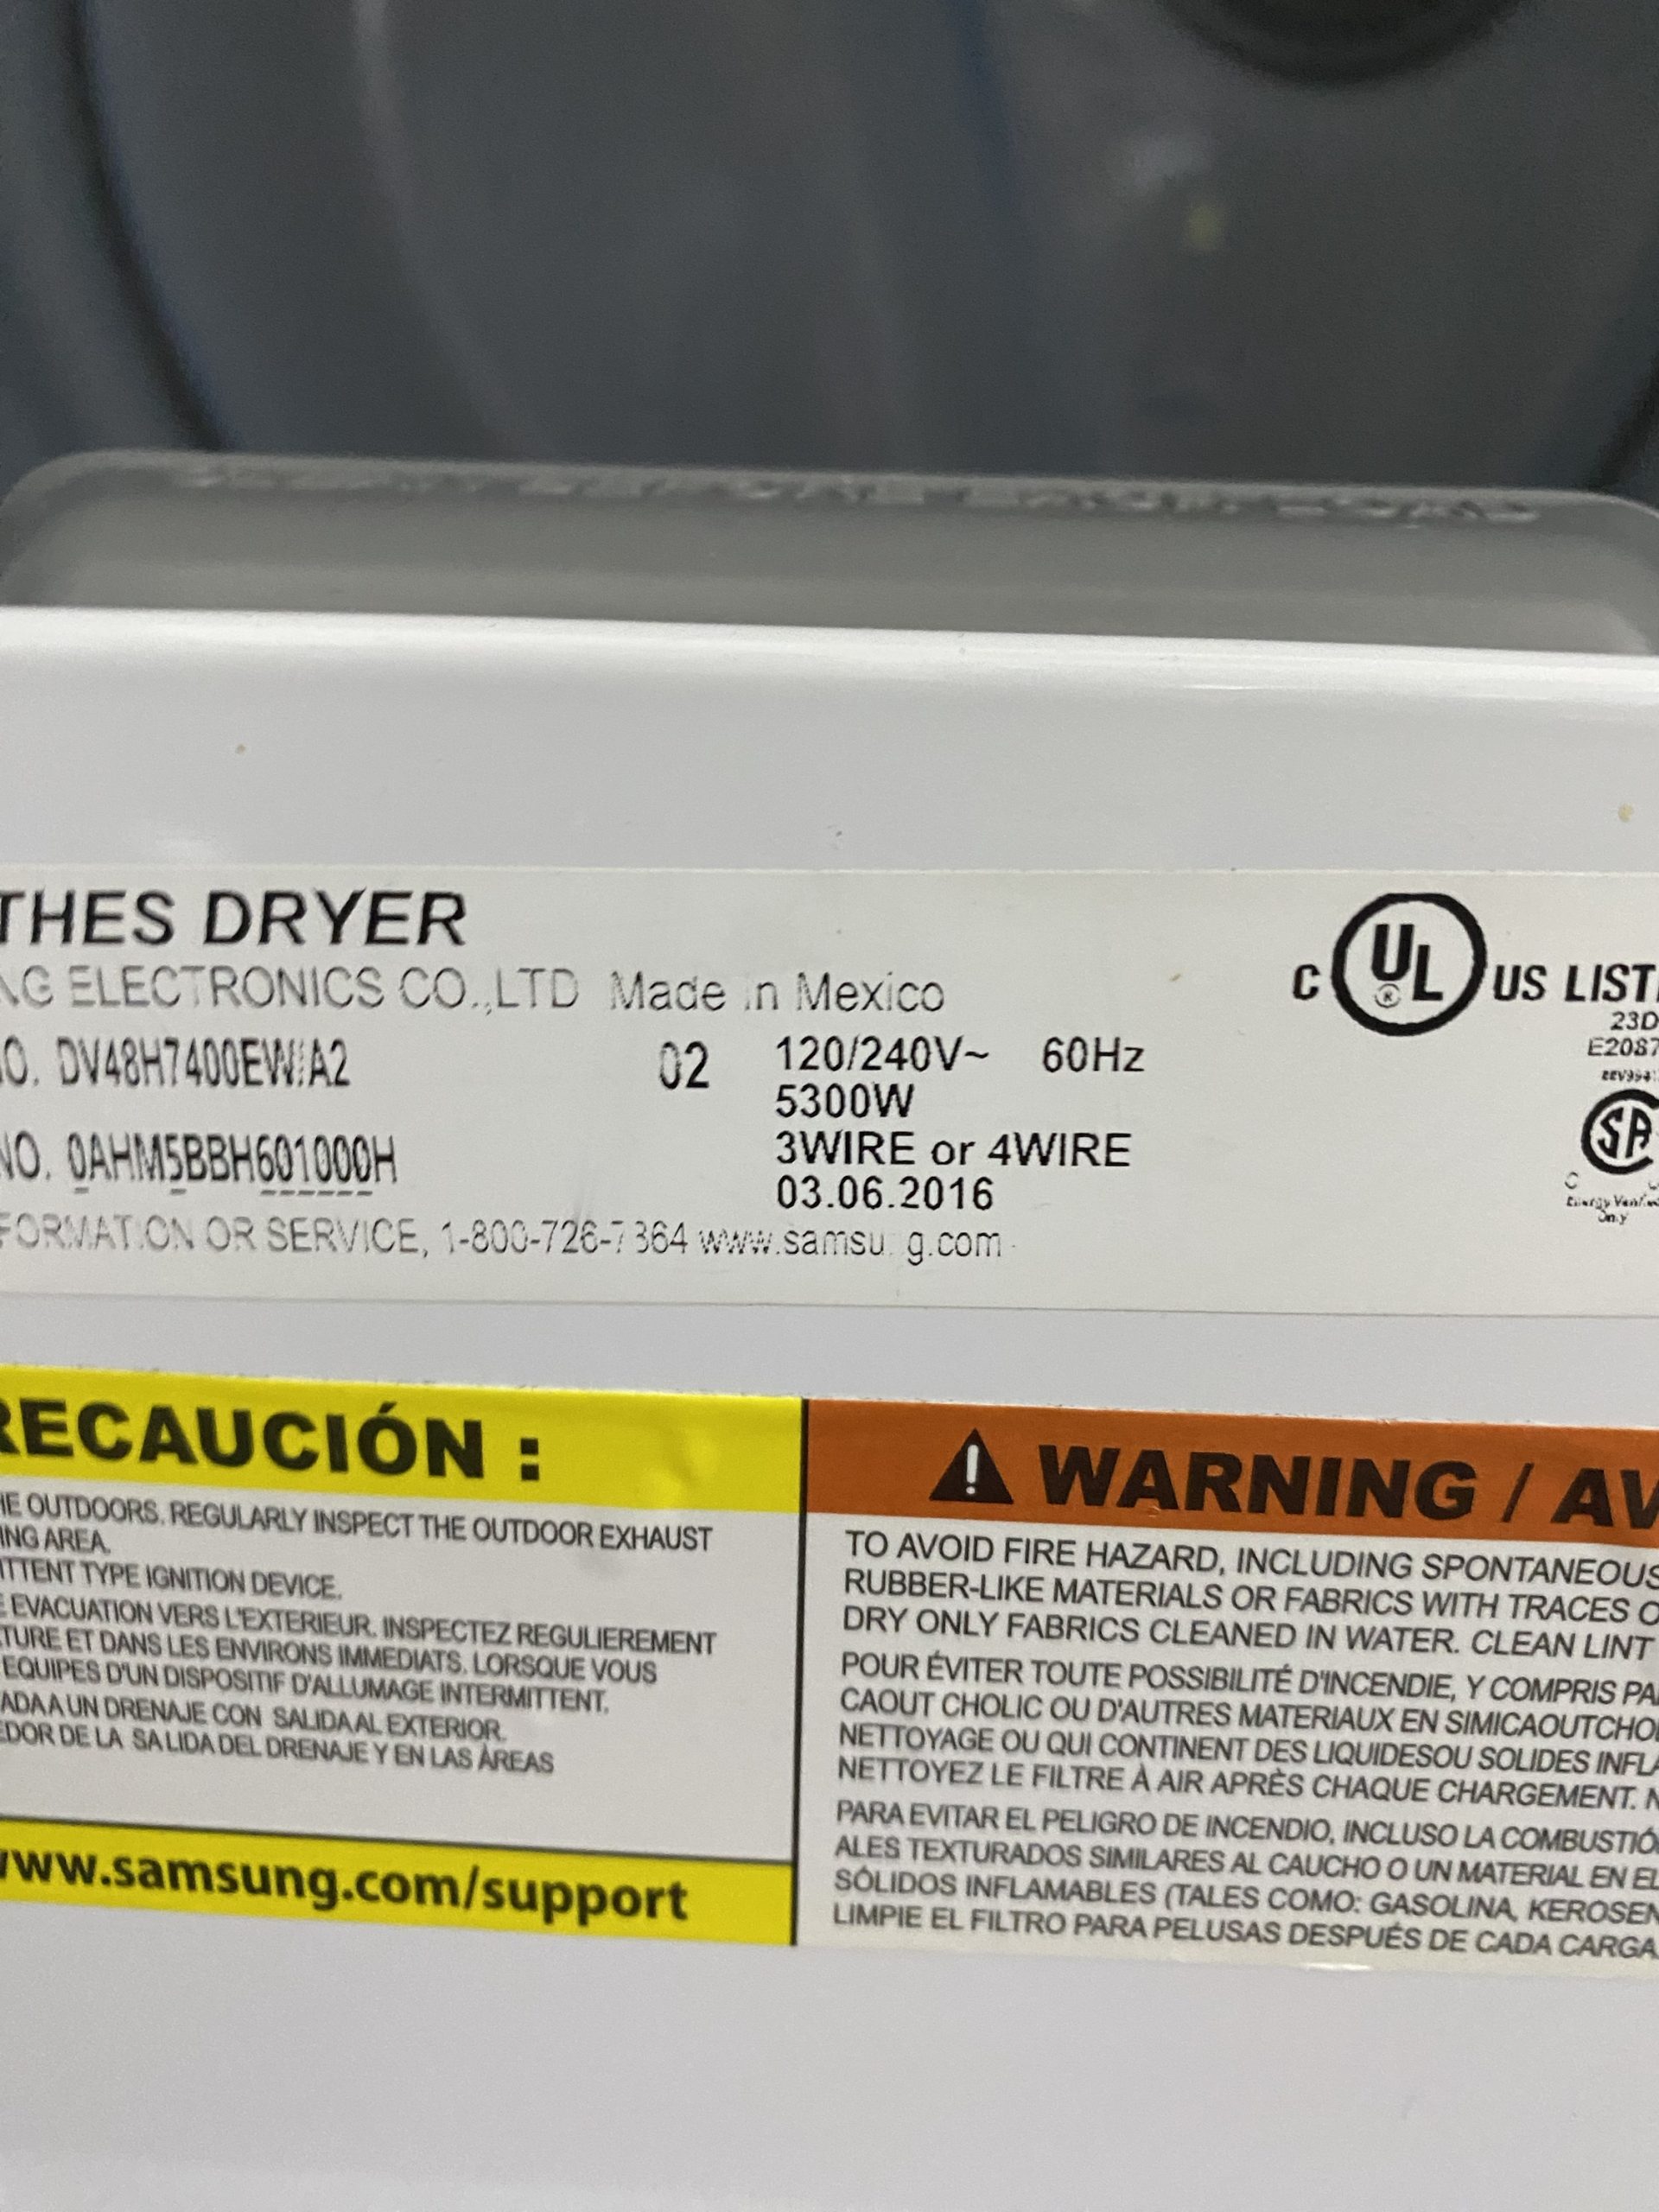 THES DRYER
NG ELECTRONICS CO.,LTD Made in Mexico
O. DV48H7400EW/A2 02 120/240V~ 60Hz
5300W
NO. 0AHM5BBH601000H 3WIRE or 4WIRE
03.06.2016
FORMATION OR SERVICE, 1-800-726-7364 www.samsu g.com
C UL ® US LIST
23D
E2087
SA
Energy Verified
Only
RECAUCIÓN :
HE OUTDOORS. REGULARLY INSPECT THE OUTDOOR EXHAUST
ING AREA.
ITTENT TYPE IGNITION DEVICE.
E EVACUATION VERS L'EXTERIEUR. INSPECTEZ REGULIEREMENT
TURE ET DANS LES ENVIRONS IMMEDIATS. LORSQUE VOUS
EQUIPES D'UN DISPOSITIF D'ALLUMAGE INTERMITTENT.
ADA A UN DRENAJE CON SALIDA AL EXTERIOR.
EDOR DE LA SALIDA DEL DRENAJE Y EN LAS ÀREAS
www.samsung.com/support
WARNING / AV
TO AVOID FIRE HAZARD, INCLUDING SPONTANEOUS
RUBBER-LIKE MATERIALS OR FABRICS WITH TRACES O
DRY ONLY FABRICS CLEANED IN WATER. CLEAN LINT
POUR ÉVITER TOUTE POSSIBILITÉ D'INCENDIE, Y COMPRIS PA
CAOUT CHOLIC OU D'AUTRES MATERIAUX EN SIMICAOUTCHO
NETTOYAGE OU QUI CONTINENT DES LIQUIDESOU SOLIDES INFLA
NETTOYEZ LE FILTRE À AIR APRÈS CHAQUE CHARGEMENT. N
PARA EVITAR EL PELIGRO DE INCENDIO, INCLUSO LA COMBUSTIÓ
ALES TEXTURADOS SIMILARES AL CAUCHO O UN MATERIAL EN EL
SÓLIDOS INFLAMABLES (TALES COMO: GASOLINA, KEROSEN
LIMPIE EL FILTRO PARA PELUSAS DESPUÉS DE CADA CARGA.